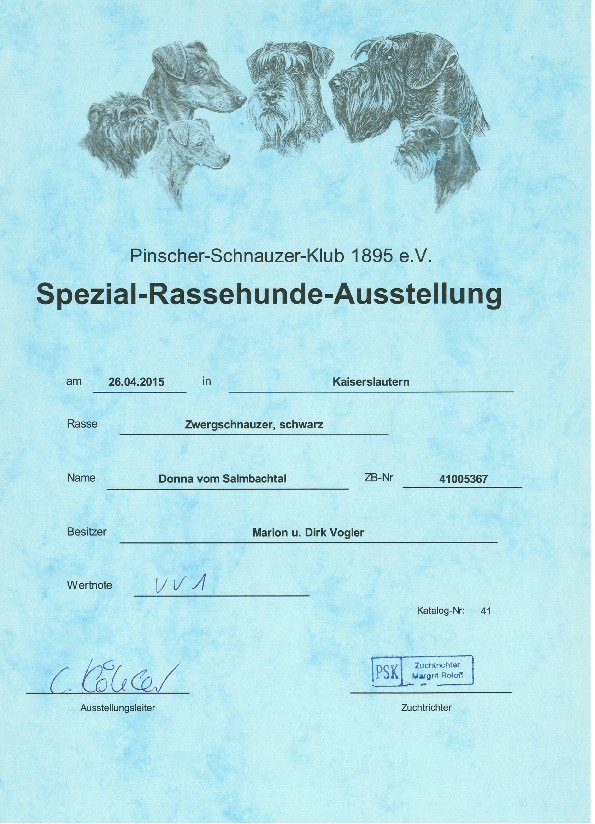 Pinscher-Schnauzer-Klub 1895 e.V.
Spezial-Rassehunde-Ausstellung
am 26.04.2015 in Kaiserslautern
Rasse Zwergschnauzer, schwarz
Name Donna vom Salmbachtal ZB-Nr 41005367
Besitzer Marion u. Dirk Vogler
Wertnote vv1
Katalog-Nr: 41
PSK Zuchtrichter
Margrit Roloff
Ausstellungsleiter Zuchtrichter